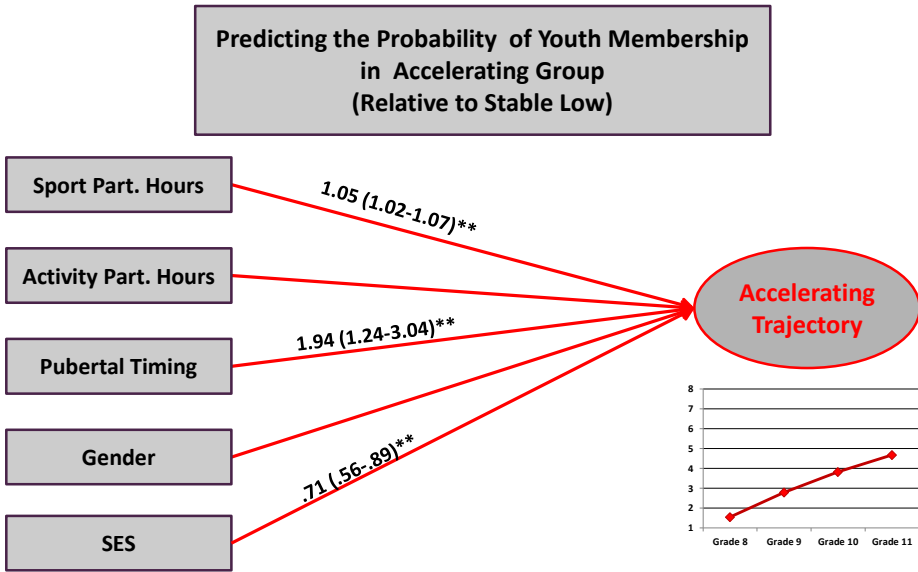 Predicting the Probability of Youth Membership
in Accelerating Group
(Relative to Stable Low)
Sport Part. Hours
1.05 (1.02-1.07)**
Activity Part. Hours
Accelerating
Trajectory
Pubertal Timing
1.94 (1.24-3.04)**
Gender
.71 (.56-.89)**
SES
8
7
6
5
4
3
2
1
Grade 8 Grade 9 Grade 10 Grade 11